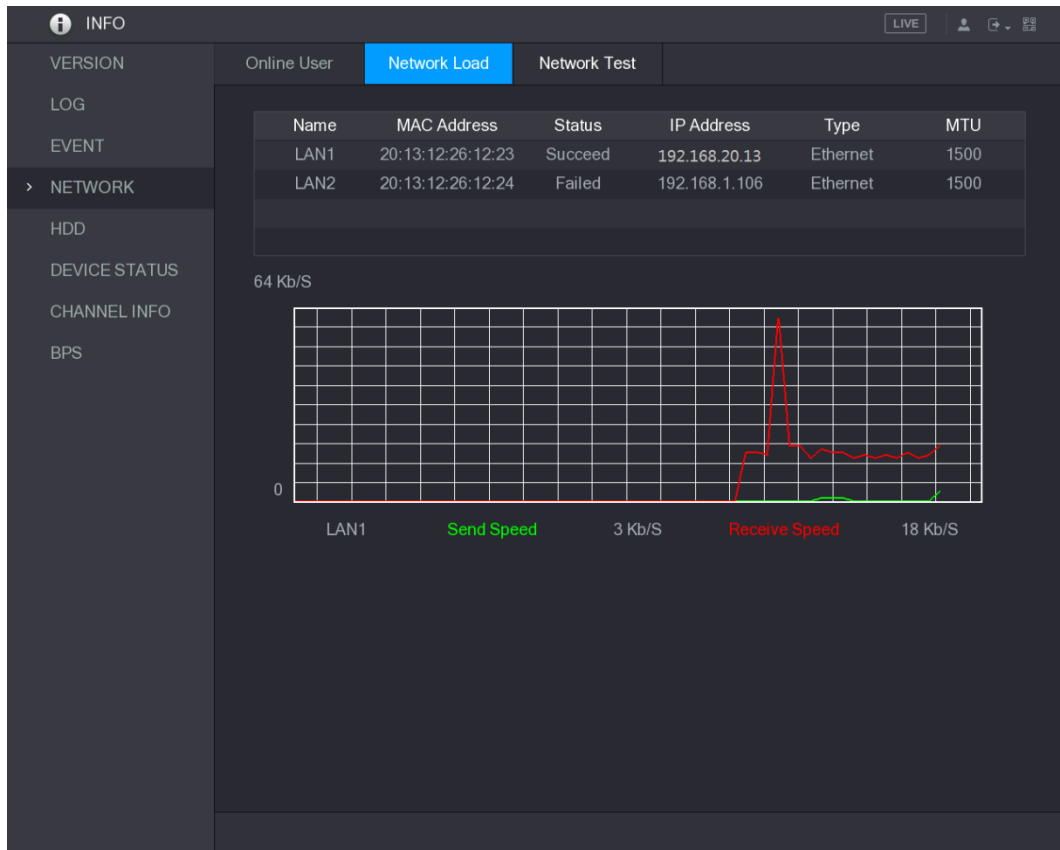 INFO LIVE
VERSION
LOG
EVENT
NETWORK
HDD
DEVICE STATUS
CHANNEL INFO
BPS
Online User Network Load Network Test
Name MAC Address Status IP Address Type MTU
LAN1 20:13:12:26:12:23 Succeed 192.168.20.13 Ethernet 1500
LAN2 20:13:12:26:12:24 Failed 192.168.1.106 Ethernet 1500
64 Kb/S
0
LAN1 Send Speed 3 Kb/S Receive Speed 18 Kb/S